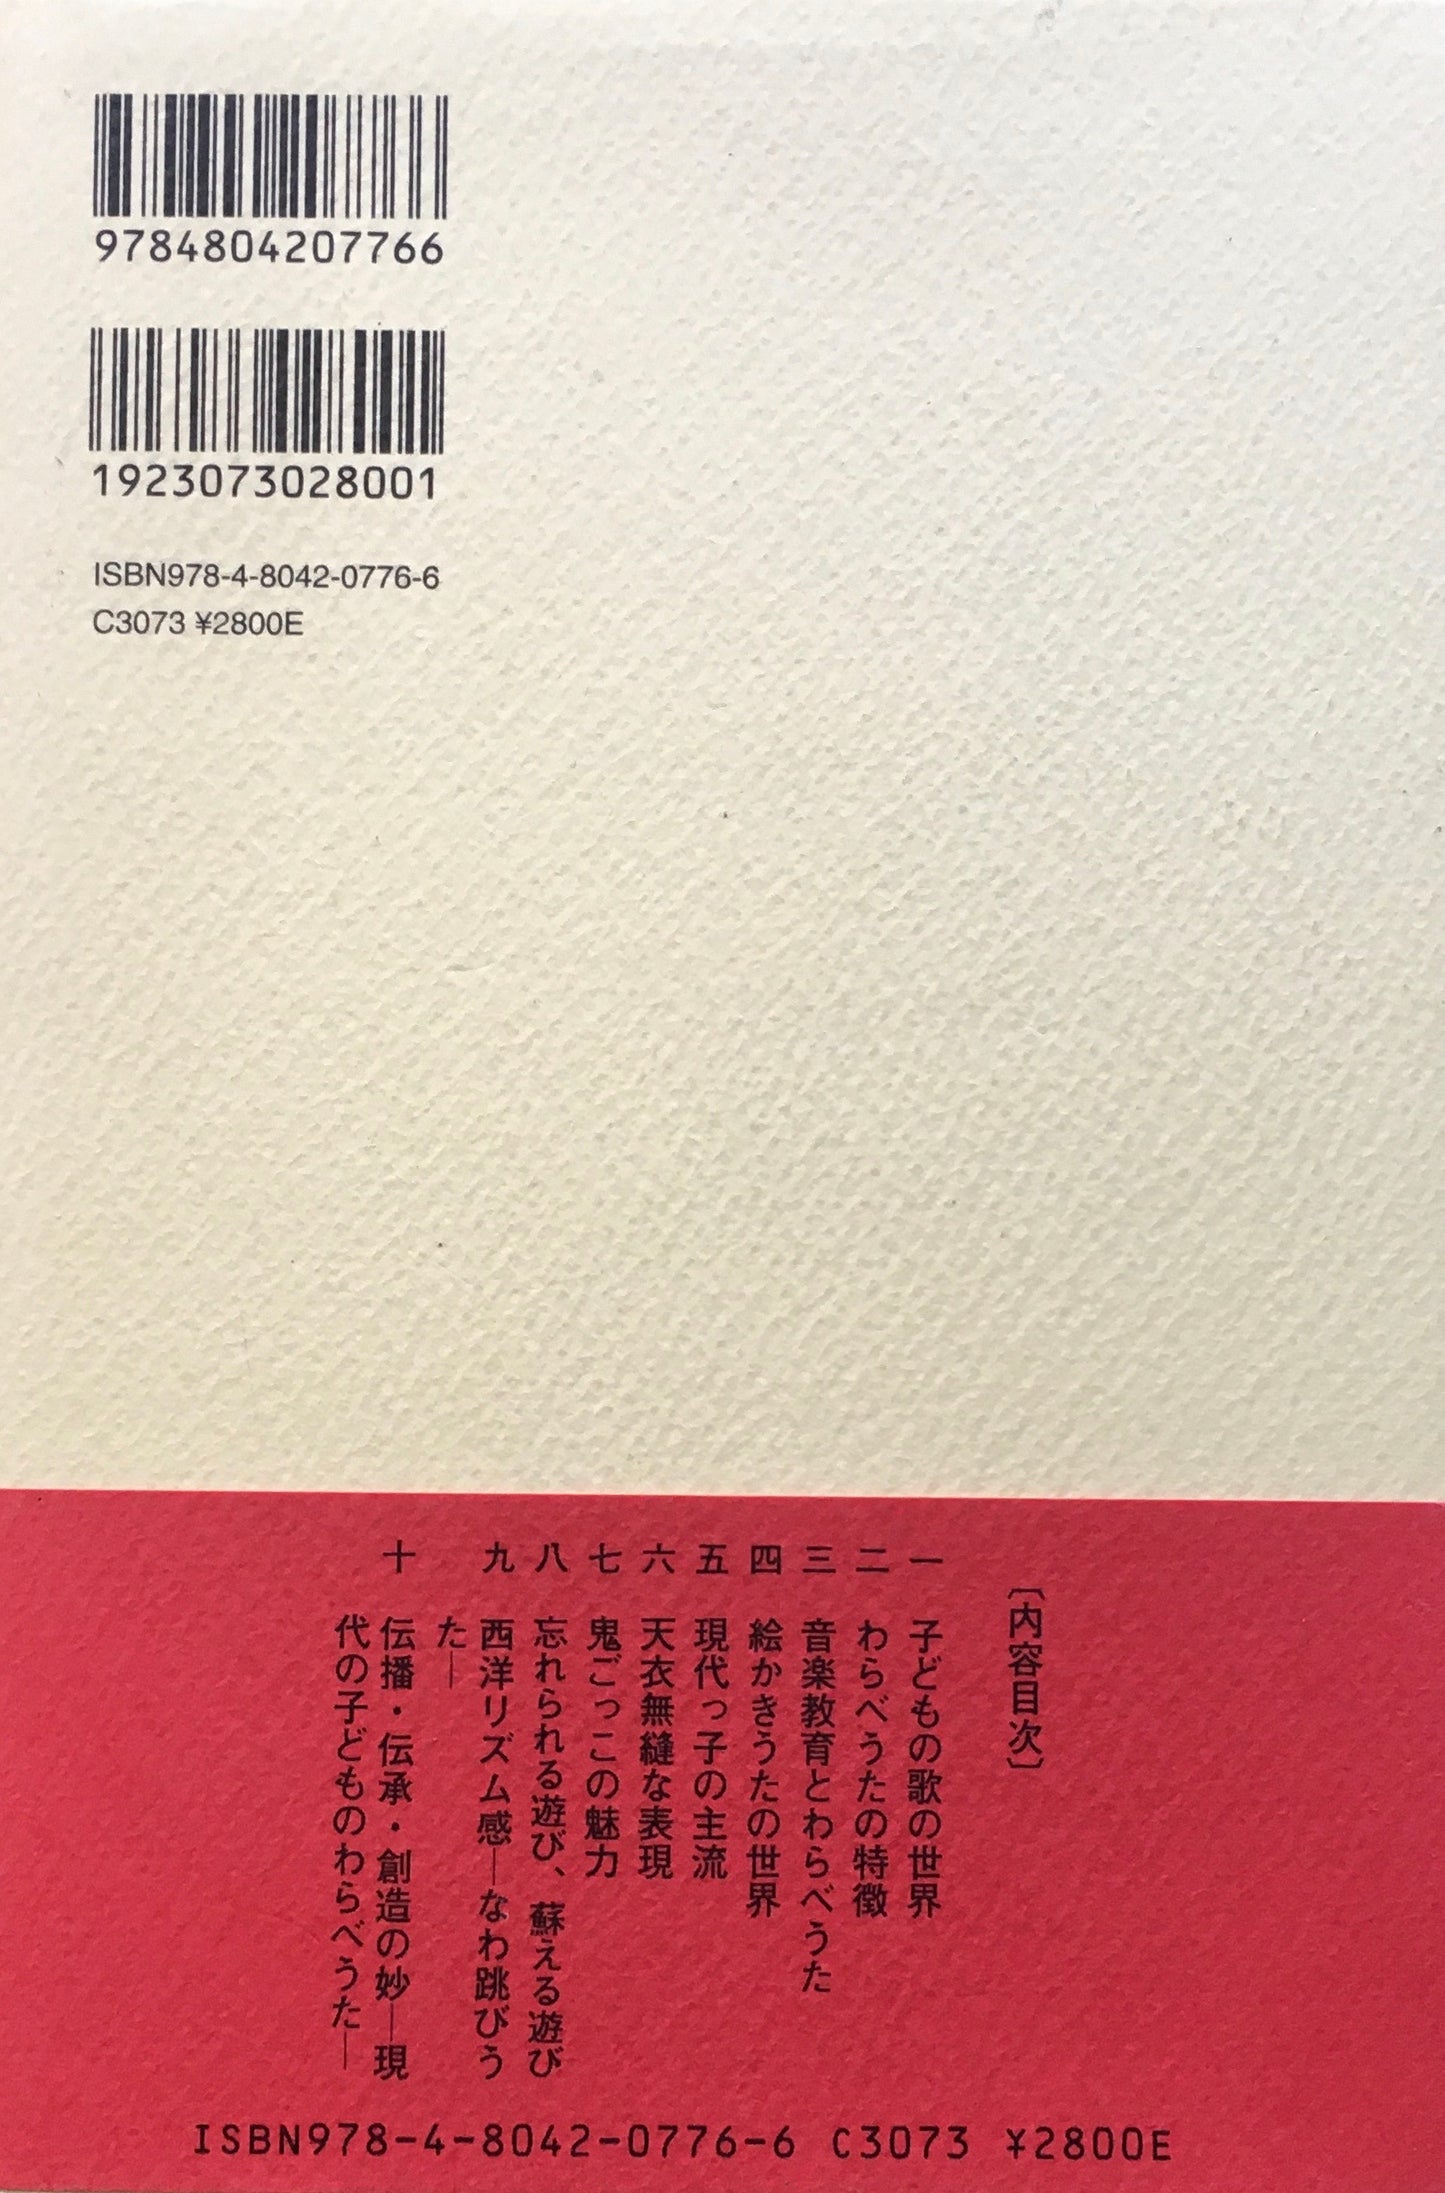 9784804207766
1923073028001
ISBN978-4-8042-0776-6
C3073 ¥2800E
〔内容目次〕
一 子どもの歌の世界
二 わらべうたの特徴
三 音楽教育とわらべうた
四 絵かきうたの世界
五 現代っ子の主流
六 天衣無縫な表現
七 鬼ごっこの魅力
八 忘れられる遊び、蘇える遊び
九 西洋リズム感―なわ跳びう
た―
十 伝播・伝承・創造の妙―現
代の子どものわらべうた―
ISBN978-4-8042-0776-6 C3073 ¥2800E